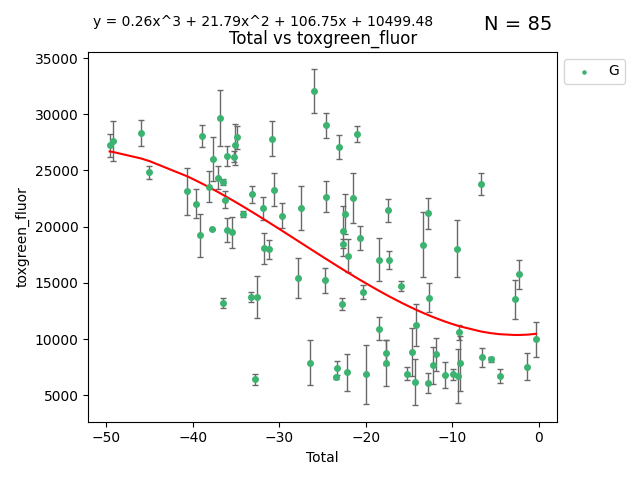 y = 0.26x^3 + 21.79x^2 + 106.75x + 10499.48
N = 85
Total vs toxgreen_fluor
G
35000
30000
25000
20000
15000
10000
5000
toxgreen_fluor
−50
−40
−30
−20
−10
0
Total